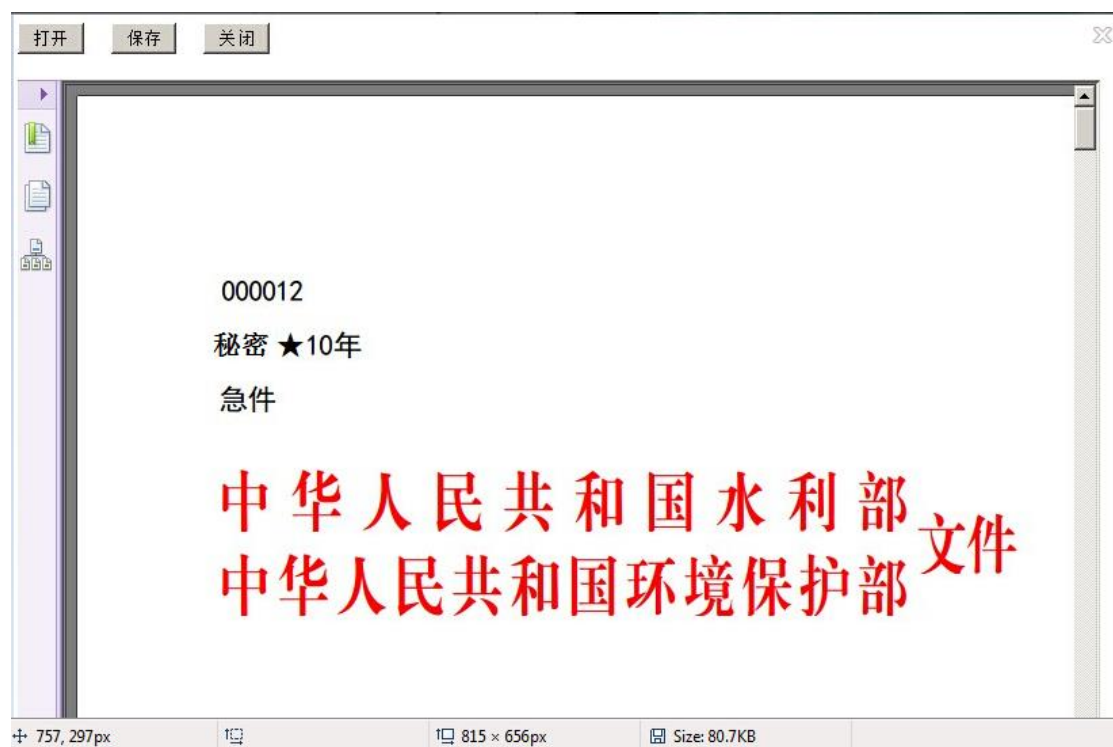 打开 保存 关闭
000012
秘密 ★10年
急件
中华人民共和国水利部
文件
中华人民共和国环境保护部
757, 297px 815 × 656px Size: 80.7KB